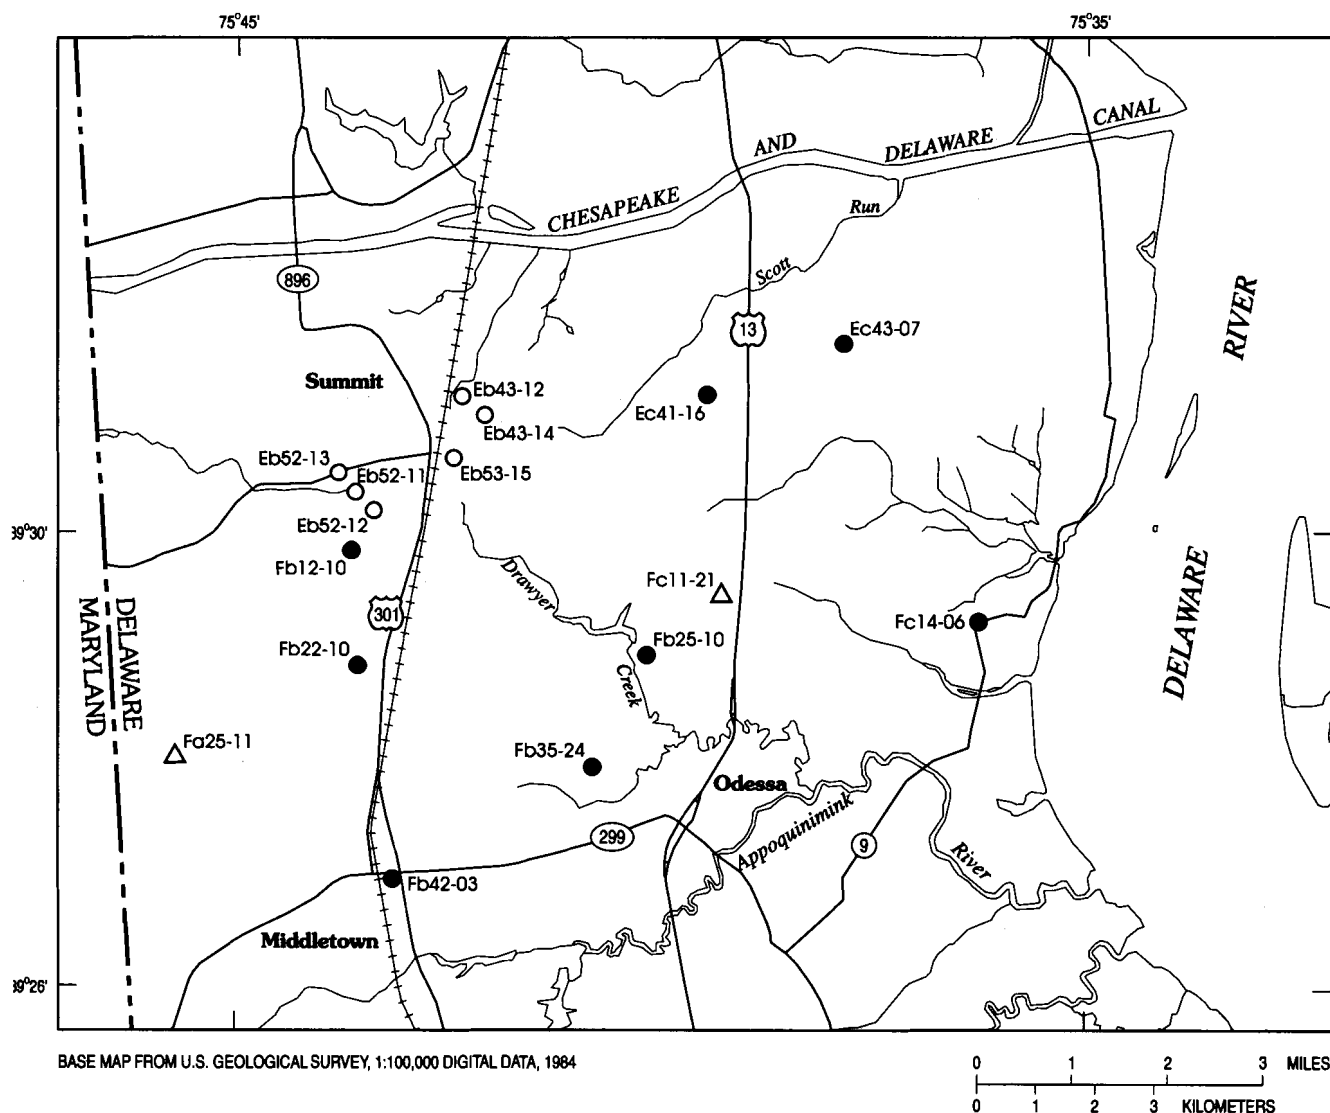 75°45'
75°35'
CHESAPEAKE AND DELAWARE CANAL
Run
Scott
896
13
Ec43-07
RIVER
Summit
Eb43-12
Ec41-16
Eb43-14
Eb52-13
Eb53-15
Eb52-11
Eb52-12
39°30'
Fb12-10
Drawyer
Fc11-21
DELAWARE
MARYLAND
DELAWARE
301
Fc14-06
Fb22-10
Fb25-10
Creek
Fa25-11
Fb35-24
Odessa
Appoquinimink
299
9
River
Fb42-03
Middletown
39°26'
BASE MAP FROM U.S. GEOLOGICAL SURVEY, 1:100,000 DIGITAL DATA, 1984
0 1 2 3 MILES
0 1 2 3 KILOMETERS